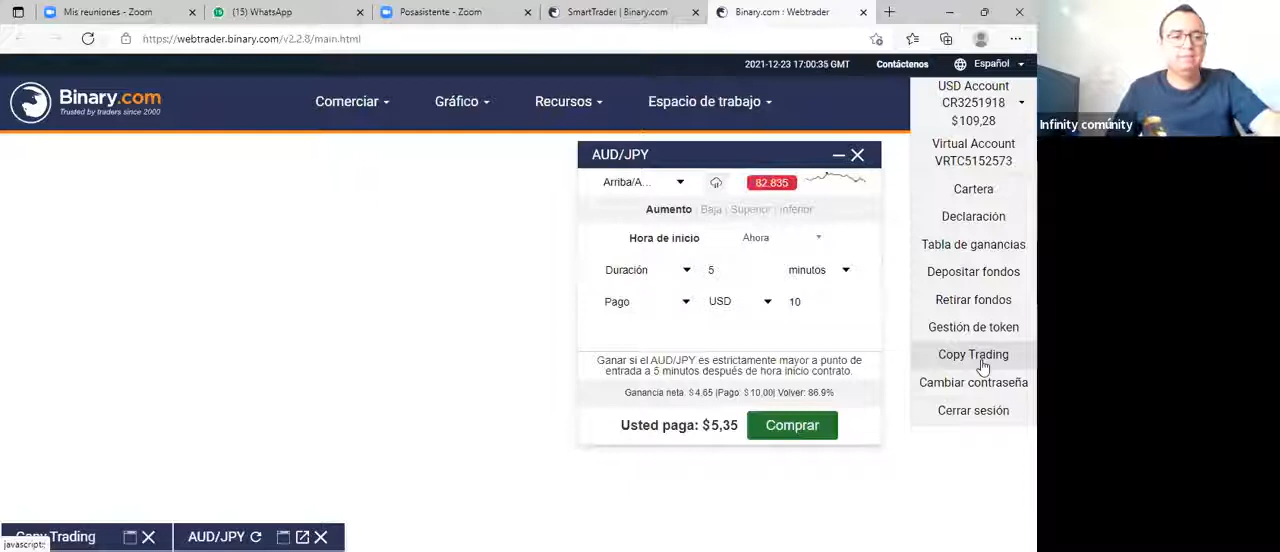 Mis reuniones - Zoom
(15) WhatsApp
Posasistente - Zoom
SmartTrader | Binary.com
Binary.com : Webtrader
https://webtrader.binary.com/v2.2.8/main.html
2021-12-23 17:00:35 GMT
Contáctenos
Español
Binary.com
Trusted by traders since 2000
Comerciar
Gráfico
Recursos
Espacio de trabajo
USD Account
CR3251918
$109,28
Virtual Account
VRTC5152573
Cartera
Declaración
Tabla de ganancias
Depositar fondos
Retirar fondos
Gestión de token
Copy Trading
Cambiar contraseña
Cerrar sesión
Infinity comúnity
AUD/JPY
Arriba/A...
82.835
Aumento | Baja | Superior | Inferior
Hora de inicio Ahora
Duración 5 minutos
Pago USD 10
Ganar si el AUD/JPY es estrictamente mayor a punto de
entrada a 5 minutos después de hora inicio contrato.
Ganancia neta: $ 4,65 |Pago: $ 10,00| Volver: 86.9%
Usted paga: $ 5,35 Comprar
Copy Trading
AUD/JPY
javascript:;